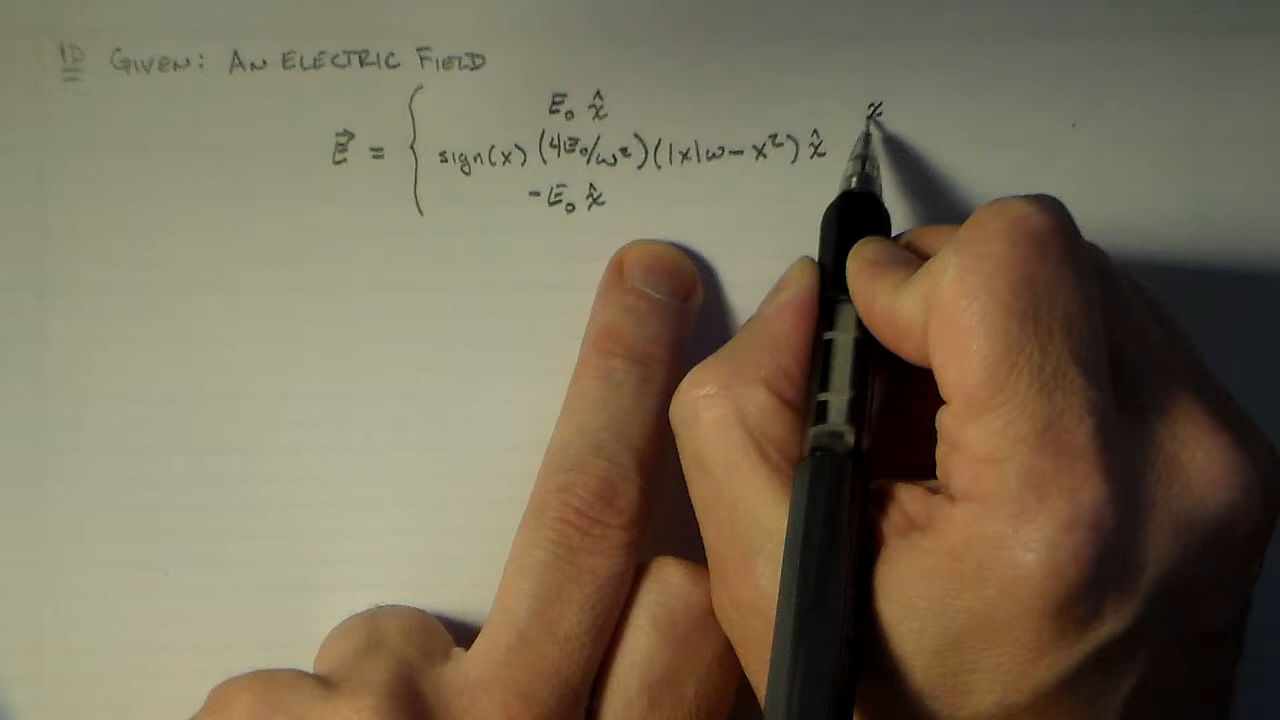 1D GIVEN: AN ELECTRIC FIELD
E₀ x̂ x
E⃗ = { sign(x) (4E₀/w²)(|x|w - x²) x̂
-E₀ x̂